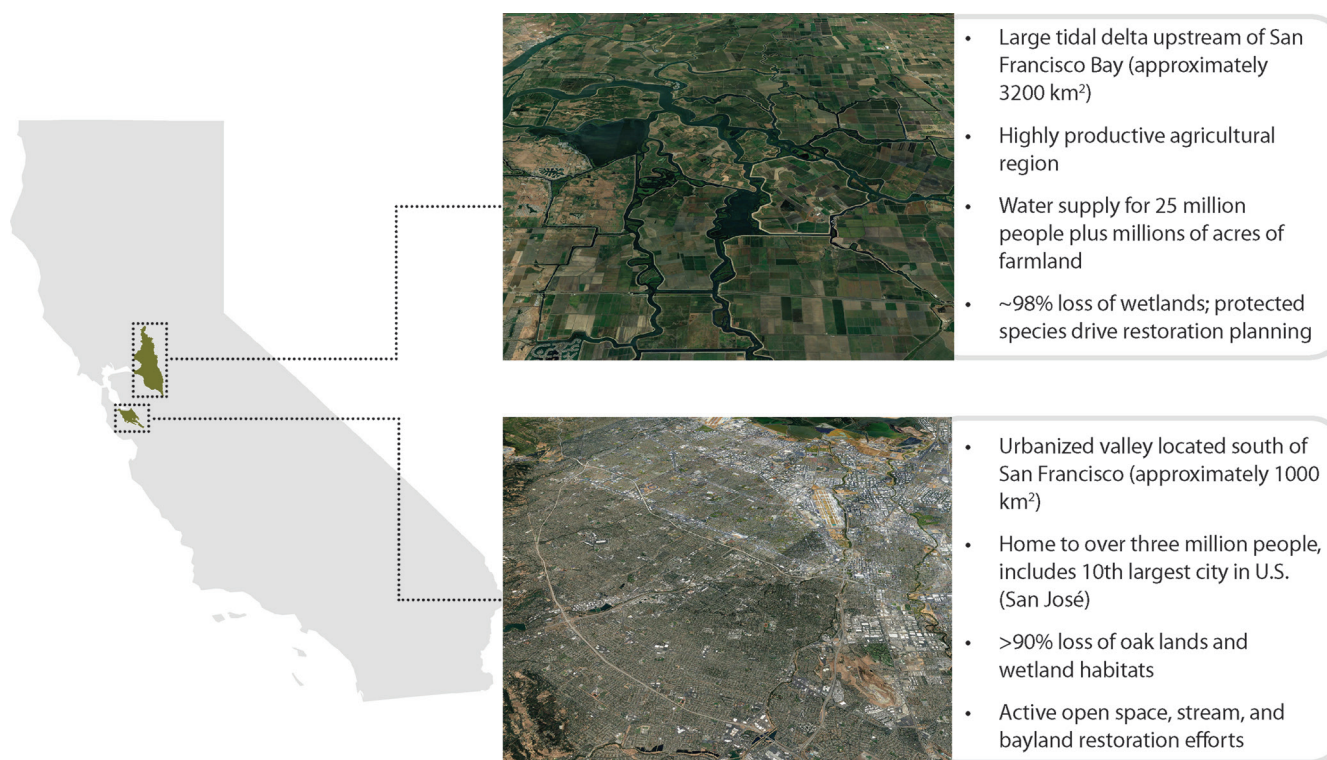 • Large tidal delta upstream of San
Francisco Bay (approximately
3200 km²)
• Highly productive agricultural
region
• Water supply for 25 million
people plus millions of acres of
farmland
• ~98% loss of wetlands; protected
species drive restoration planning
• Urbanized valley located south of
San Francisco (approximately 1000
km²)
• Home to over three million people,
includes 10th largest city in U.S.
(San José)
• >90% loss of oak lands and
wetland habitats
• Active open space, stream, and
bayland restoration efforts